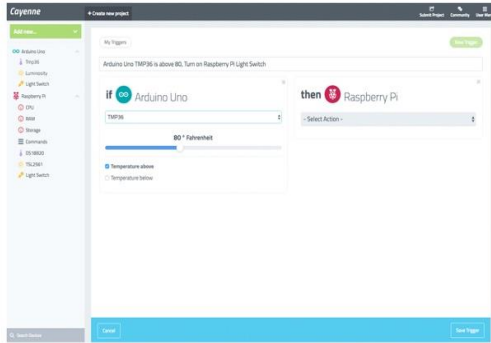 Cayenne
+ Create new project
Submit Project
Community
User Menu
Add new...
My Triggers
New Trigger
Arduino Uno
Tmp36
Luminosity
Light Switch
Raspberry Pi
CPU
RAM
Storage
Commands
TSL2561
Light Switch
Arduino Uno TMP36 is above 80, Turn on Raspberry Pi Light Switch
if Arduino Uno
TMP36
80 ° Fahrenheit
Temperature above
Temperature below
then Raspberry Pi
- Select Action -
Cancel
Save Trigger